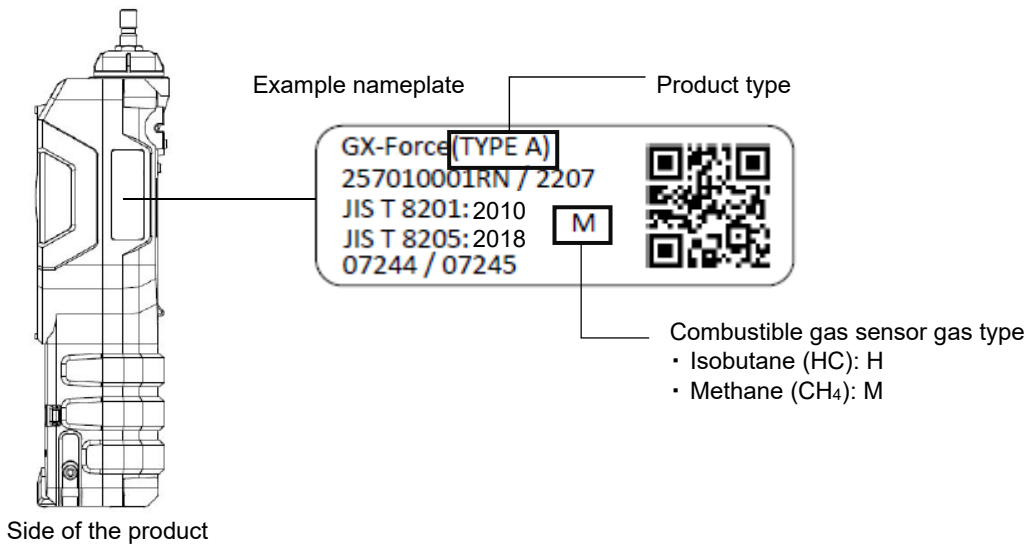 Example nameplate
Product type
GX-Force(TYPE A)
257010001RN / 2207
JIS T 8201: 2010
M
JIS T 8205: 2018
07244 / 07245
Combustible gas sensor gas type
・Isobutane (HC): H
・Methane (CH4): M
Side of the product